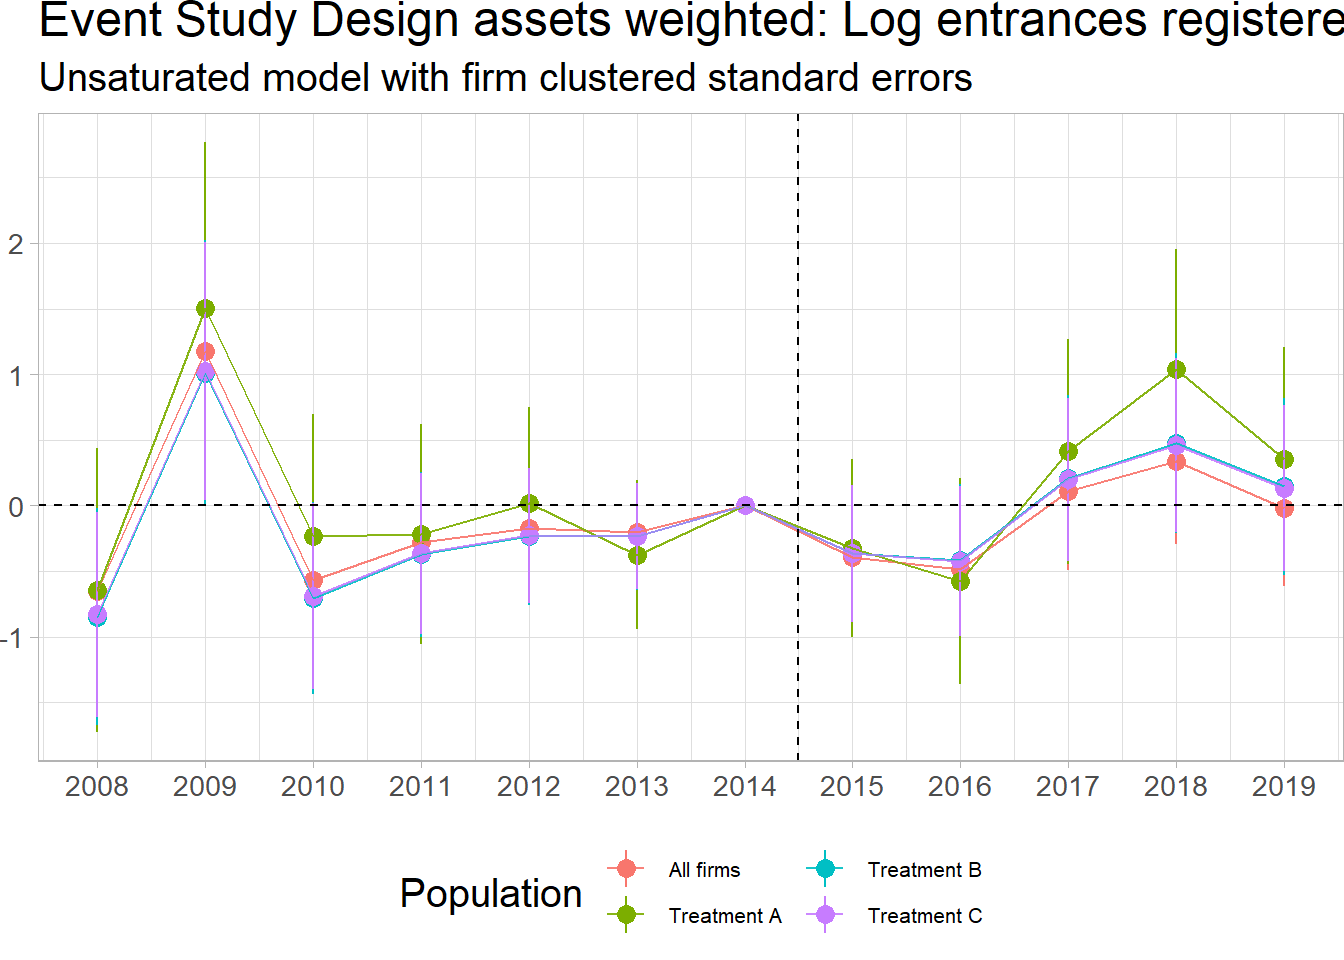 Event Study Design assets weighted: Log entrances registere
Unsaturated model with firm clustered standard errors
2
1
0
-1
2008 2009 2010 2011 2012 2013 2014 2015 2016 2017 2018 2019
Population
All firms
Treatment A
Treatment B
Treatment C